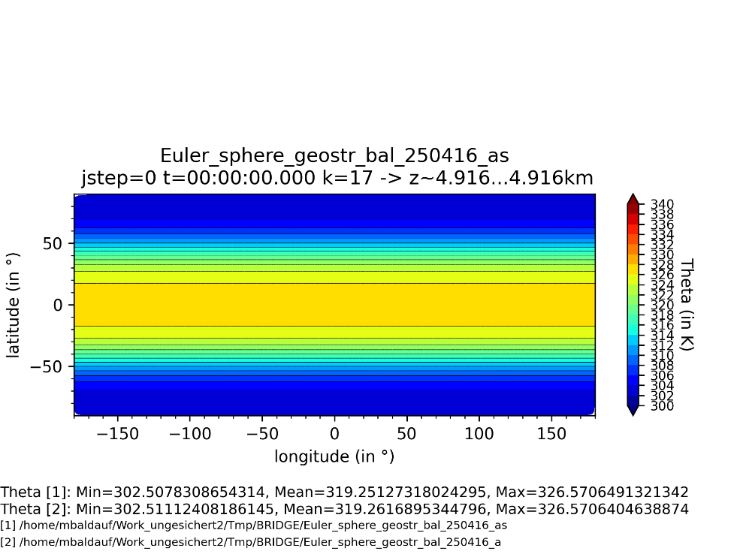 Euler_sphere_geostr_bal_250416_as
jstep=0 t=00:00:00.000 k=17 -> z~4.916...4.916km
340
338
336
334
332
330
328
326
324
322
320
318
316
314
312
310
308
306
304
302
300
Theta (in K)
50
0
−50
latitude (in °)
−150 −100 −50 0 50 100 150
longitude (in °)
Theta [1]: Min=302.5078308654314, Mean=319.25127318024295, Max=326.5706491321342
Theta [2]: Min=302.51112408186145, Mean=319.2616895344796, Max=326.5706404638874
[1] /home/mbaldauf/Work_ungesichert2/Tmp/BRIDGE/Euler_sphere_geostr_bal_250416_as
[2] /home/mbaldauf/Work_ungesichert2/Tmp/BRIDGE/Euler_sphere_geostr_bal_250416_a